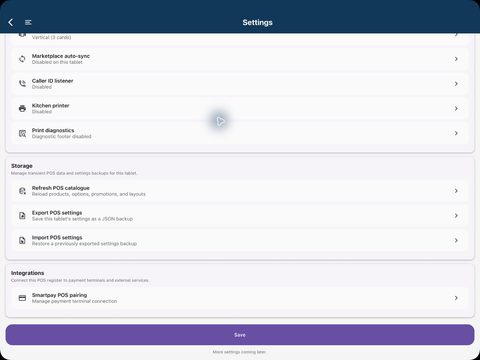 Settings
Vertical (3 cards)
Marketplace auto-sync
Disabled on this tablet
Caller ID listener
Disabled
Kitchen printer
Disabled
Print diagnostics
Diagnostic footer disabled
Storage
Manage transient POS data and settings backups for this tablet.
Refresh POS catalogue
Reload products, options, promotions, and layouts
Export POS settings
Save this tablet's settings as a JSON backup
Import POS settings
Restore a previously exported settings backup
Integrations
Connect this POS register to payment terminals and external services.
Smartpay POS pairing
Manage payment terminal connection
Save
More settings coming later.